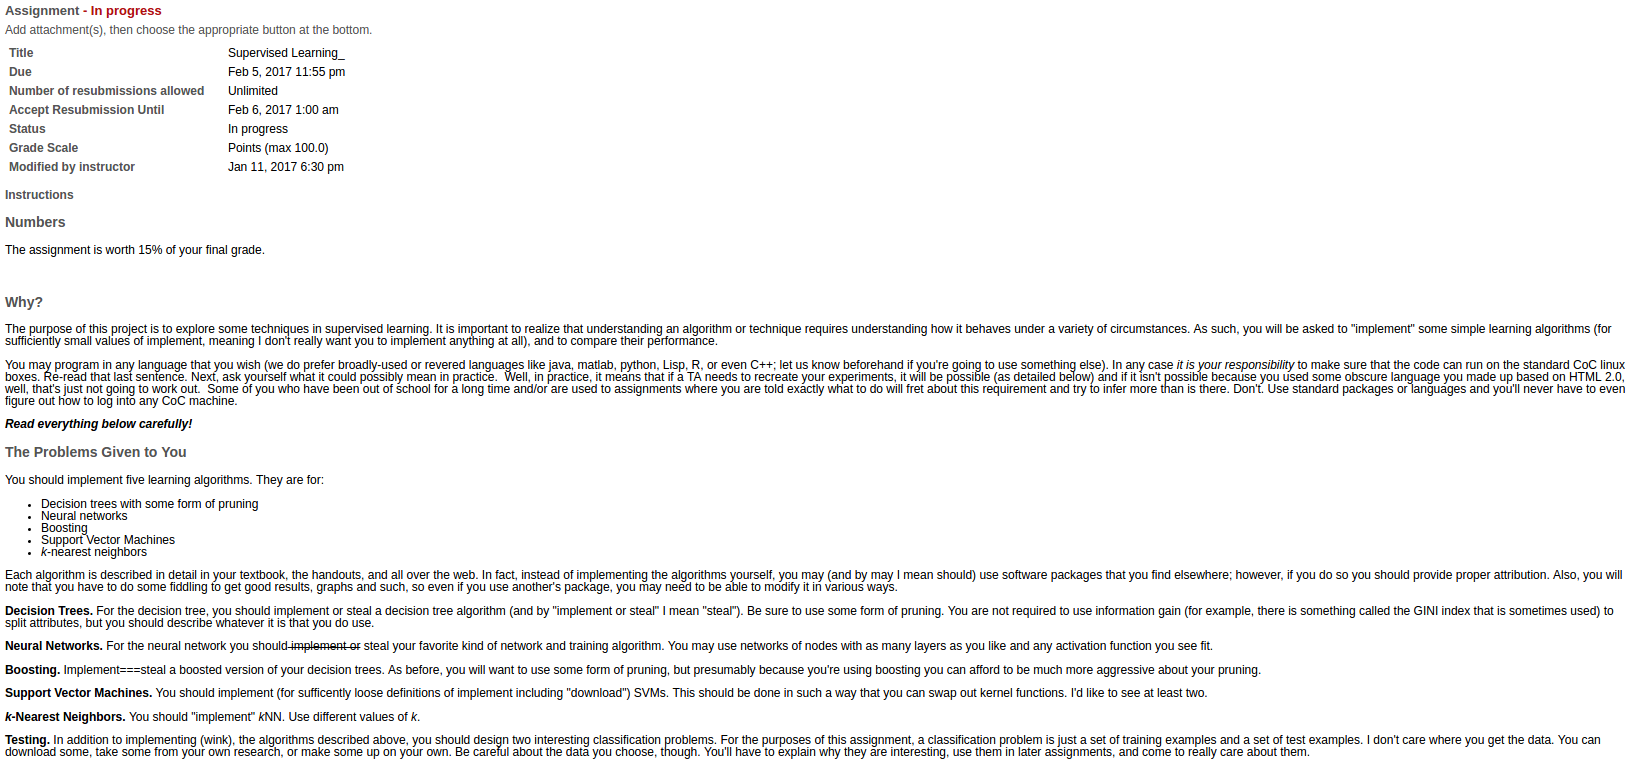 Assignment - In progress
Add attachment(s), then choose the appropriate button at the bottom.
Title Supervised Learning_
Due Feb 5, 2017 11:55 pm
Number of resubmissions allowed Unlimited
Accept Resubmission Until Feb 6, 2017 1:00 am
Status In progress
Grade Scale Points (max 100.0)
Modified by instructor Jan 11, 2017 6:30 pm
Instructions
Numbers
The assignment is worth 15% of your final grade.
Why?
The purpose of this project is to explore some techniques in supervised learning. It is important to realize that understanding an algorithm or technique requires understanding how it behaves under a variety of circumstances. As such, you will be asked to "implement" some simple learning algorithms (for
sufficiently small values of implement, meaning I don't really want you to implement anything at all), and to compare their performance.
You may program in any language that you wish (we do prefer broadly-used or revered languages like java, matlab, python, Lisp, R, or even C++; let us know beforehand if you're going to use something else). In any case it is your responsibility to make sure that the code can run on the standard CoC linux
boxes. Re-read that last sentence. Next, ask yourself what it could possibly mean in practice.  Well, in practice, it means that if a TA needs to recreate your experiments, it will be possible (as detailed below) and if it isn't possible because you used some obscure language you made up based on HTML 2.0,
well, that's just not going to work out.  Some of you who have been out of school for a long time and/or are used to assignments where you are told exactly what to do will fret about this requirement and try to infer more than is there. Don't. Use standard packages or languages and you'll never have to even
figure out how to log into any CoC machine.
Read everything below carefully!
The Problems Given to You
You should implement five learning algorithms. They are for:
• Decision trees with some form of pruning
• Neural networks
• Boosting
• Support Vector Machines
• k-nearest neighbors
Each algorithm is described in detail in your textbook, the handouts, and all over the web. In fact, instead of implementing the algorithms yourself, you may (and by may I mean should) use software packages that you find elsewhere; however, if you do so you should provide proper attribution. Also, you will
note that you have to do some fiddling to get good results, graphs and such, so even if you use another's package, you may need to be able to modify it in various ways.
Decision Trees. For the decision tree, you should implement or steal a decision tree algorithm (and by "implement or steal" I mean "steal"). Be sure to use some form of pruning. You are not required to use information gain (for example, there is something called the GINI index that is sometimes used) to
split attributes, but you should describe whatever it is that you do use.
Neural Networks. For the neural network you should implement or steal your favorite kind of network and training algorithm. You may use networks of nodes with as many layers as you like and any activation function you see fit.
Boosting. Implement===steal a boosted version of your decision trees. As before, you will want to use some form of pruning, but presumably because you're using boosting you can afford to be much more aggressive about your pruning.
Support Vector Machines. You should implement (for sufficently loose definitions of implement including "download") SVMs. This should be done in such a way that you can swap out kernel functions. I'd like to see at least two.
k-Nearest Neighbors. You should "implement" kNN. Use different values of k.
Testing. In addition to implementing (wink), the algorithms described above, you should design two interesting classification problems. For the purposes of this assignment, a classification problem is just a set of training examples and a set of test examples. I don't care where you get the data. You can
download some, take some from your own research, or make some up on your own. Be careful about the data you choose, though. You'll have to explain why they are interesting, use them in later assignments, and come to really care about them.